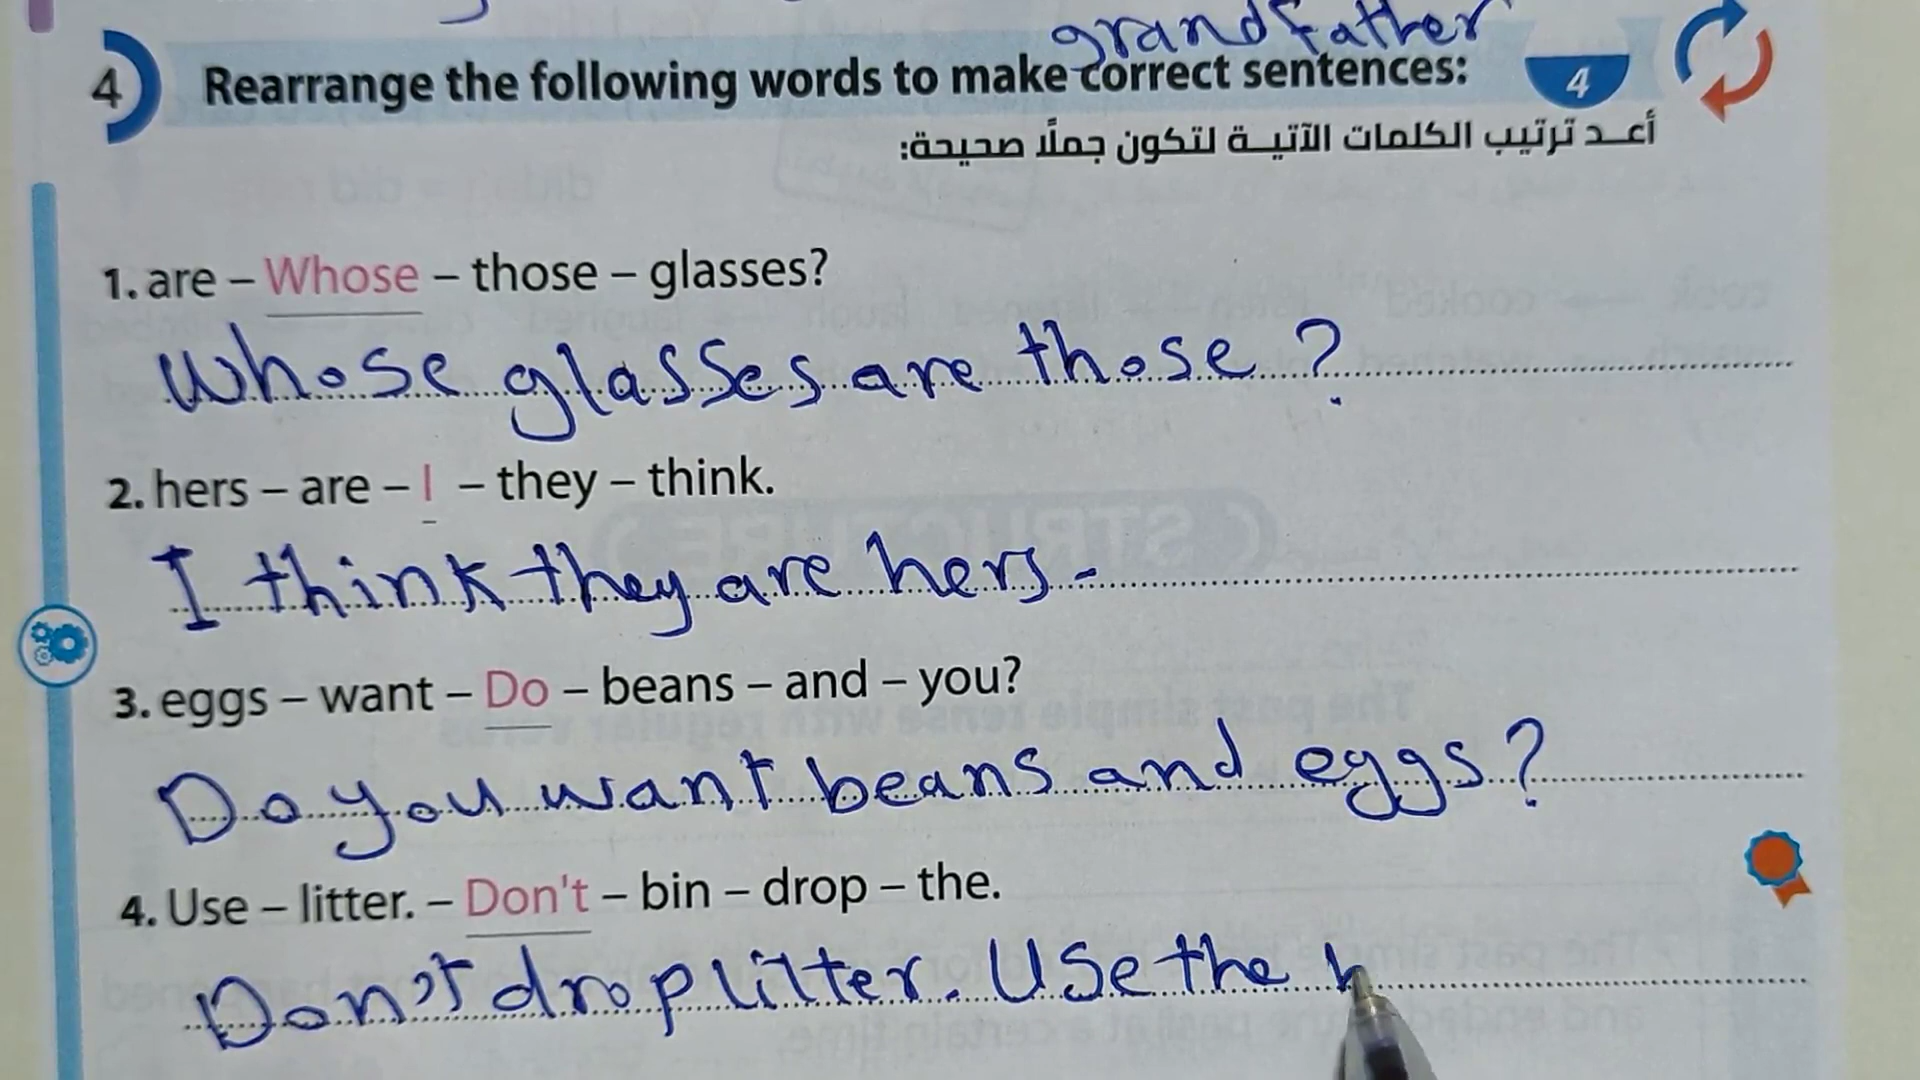 grandfather
4 Rearrange the following words to make correct sentences: 4
أعد ترتيب الكلمات الآتية لتكون جملًا صحيحة:
1. are – Whose – those – glasses?
Whose glasses are those ?
2. hers – are – I – they – think.
I think they are hers.
3. eggs – want – Do – beans – and – you?
Do you want beans and eggs ?
4. Use – litter. – Don't – bin – drop – the.
Don't drop litter. Use the